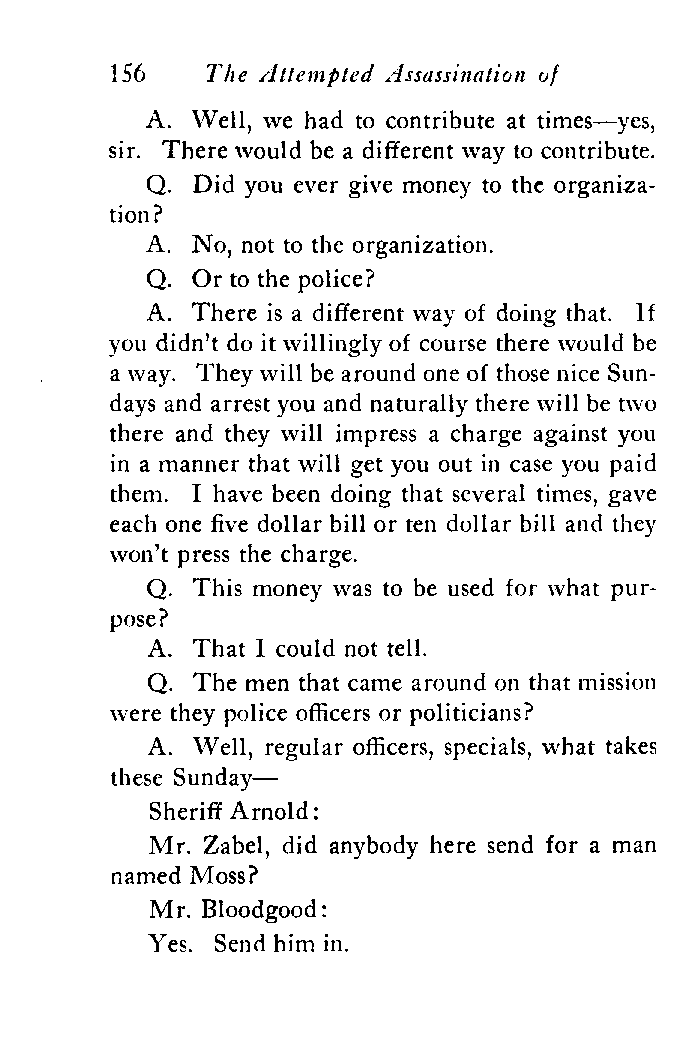 156 The Attempted Assassination of
A. Well, we had to contribute at times—yes,
sir. There would be a different way to contribute.
Q. Did you ever give money to the organiza-
tion?
A. No, not to the organization.
Q. Or to the police?
A. There is a different way of doing that. If
you didn't do it willingly of course there would be
a way. They will be around one of those nice Sun-
days and arrest you and naturally there will be two
there and they will impress a charge against you
in a manner that will get you out in case you paid
them. I have been doing that several times, gave
each one five dollar bill or ten dollar bill and they
won't press the charge.
Q. This money was to be used for what pur-
pose?
A. That I could not tell.
Q. The men that came around on that mission
were they police officers or politicians?
A. Well, regular officers, specials, what takes
these Sunday—
Sheriff Arnold:
Mr. Zabel, did anybody here send for a man
named Moss?
Mr. Bloodgood:
Yes. Send him in.